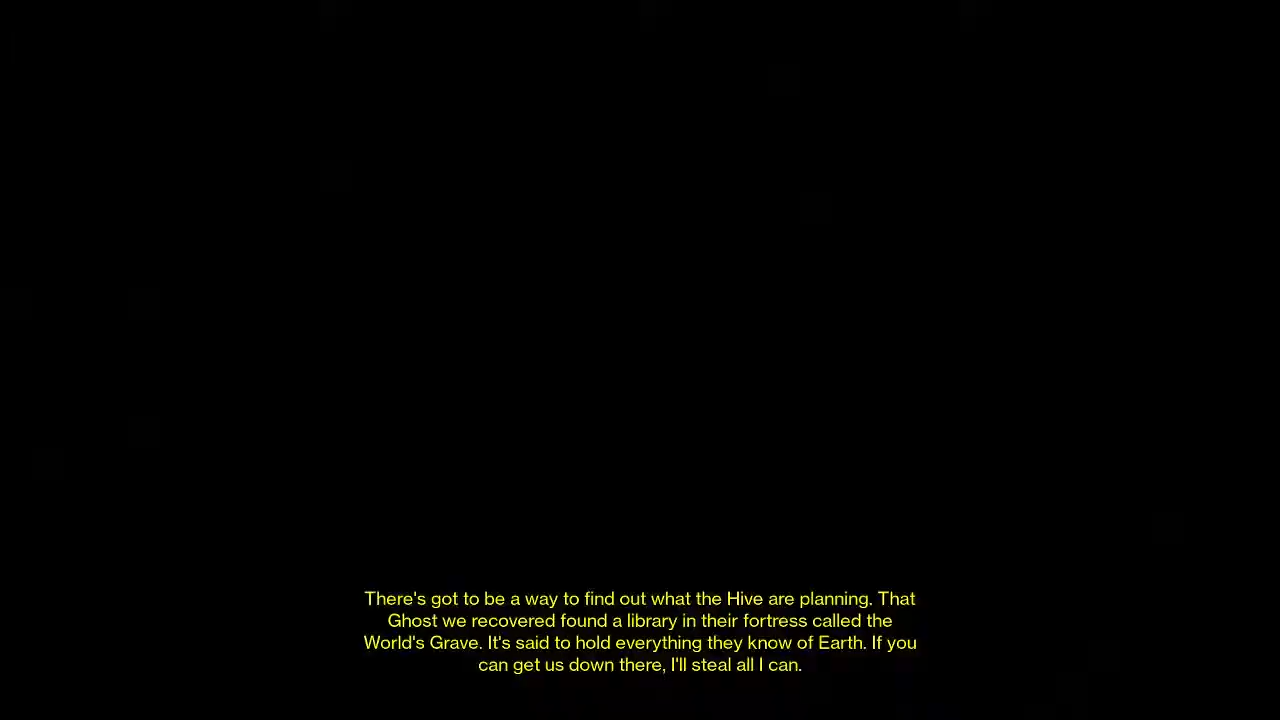 There's got to be a way to find out what the Hive are planning. That
Ghost we recovered found a library in their fortress called the
World's Grave. It's said to hold everything they know of Earth. If you
can get us down there, I'll steal all I can.